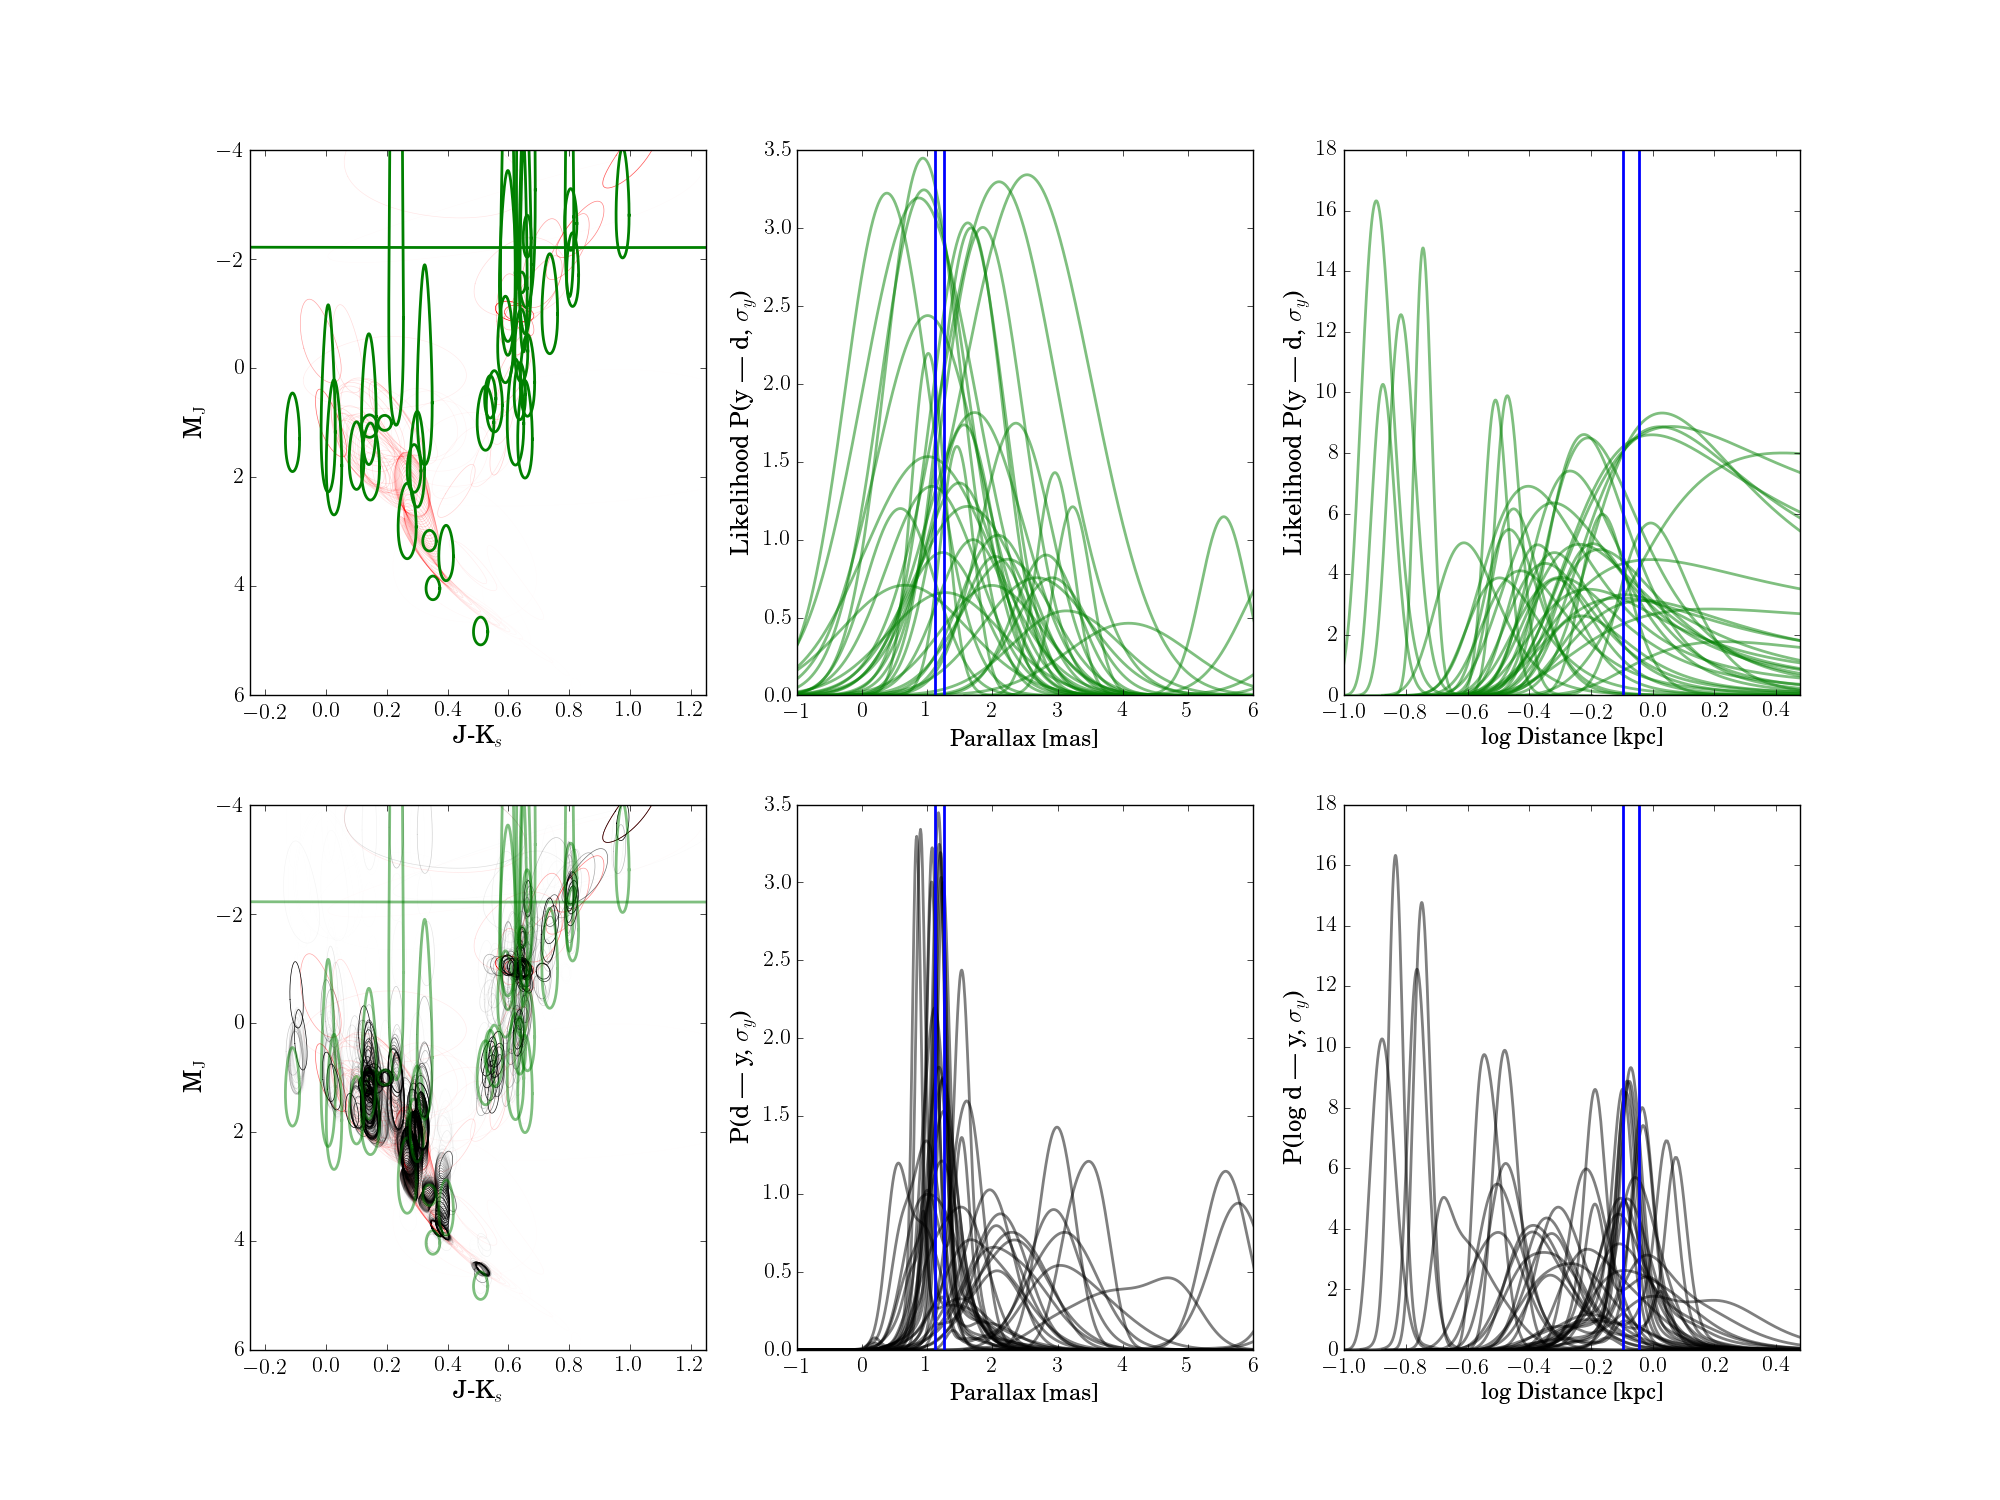 −4
−2
0
2
4
6
M_J
−0.2 0.0 0.2 0.4 0.6 0.8 1.0 1.2
J-K_s
3.5
3.0
2.5
2.0
1.5
1.0
0.5
0.0
Likelihood P(y — d, σ_y)
−1 0 1 2 3 4 5 6
Parallax [mas]
18
16
14
12
10
8
6
4
2
0
Likelihood P(y — d, σ_y)
−1.0 −0.8 −0.6 −0.4 −0.2 0.0 0.2 0.4
log Distance [kpc]
−4
−2
0
2
4
6
M_J
−0.2 0.0 0.2 0.4 0.6 0.8 1.0 1.2
J-K_s
3.5
3.0
2.5
2.0
1.5
1.0
0.5
0.0
P(d — y, σ_y)
−1 0 1 2 3 4 5 6
Parallax [mas]
18
16
14
12
10
8
6
4
2
0
P(log d — y, σ_y)
−1.0 −0.8 −0.6 −0.4 −0.2 0.0 0.2 0.4
log Distance [kpc]